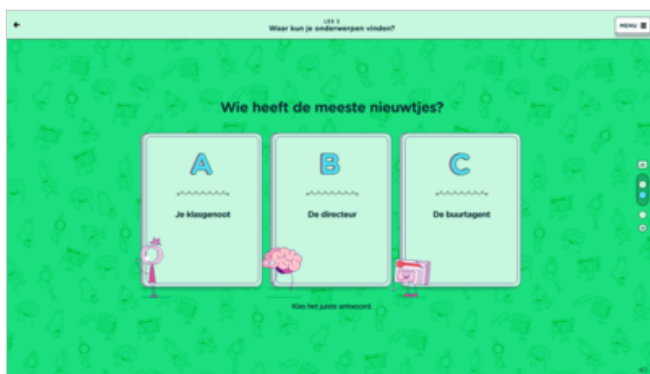 LES 3
Waar kun je onderwerpen vinden?
MENU
Wie heeft de meeste nieuwtjes?
A
B
C
Je klasgenoot
De directeur
De buurtagent
Kies het juiste antwoord.